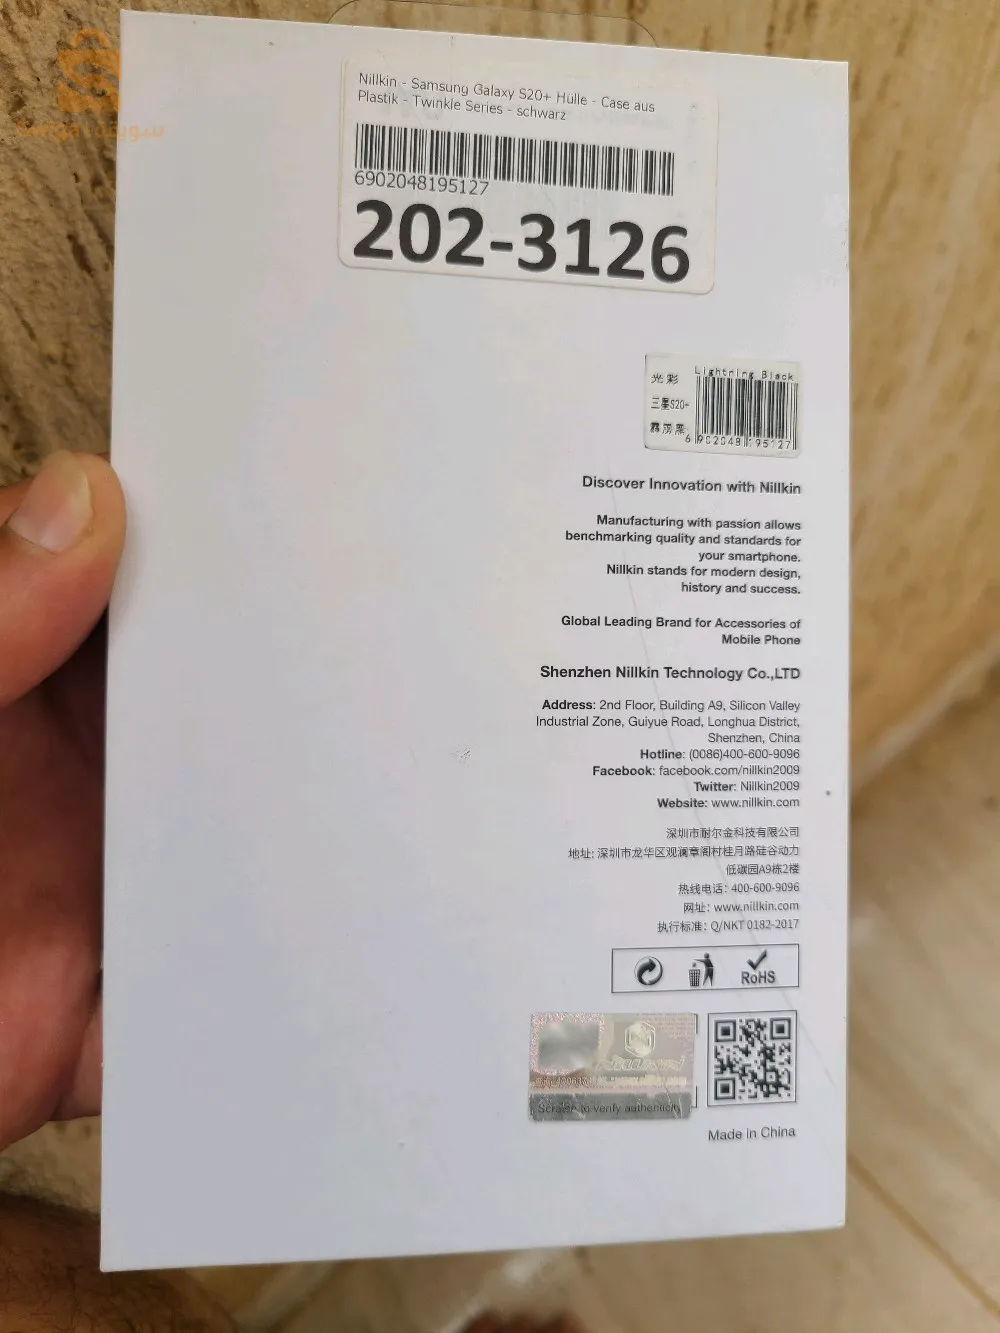 سويقة
Nillkin - Samsung Galaxy S20+ Hülle - Case aus
Plastik - Twinkle Series - schwarz
6902048195127
202-3126
Lightning Black
光彩
三星S20+
霹雳黑
6 902048 195127
Discover Innovation with Nillkin
Manufacturing with passion allows
benchmarking quality and standards for
your smartphone.
Nillkin stands for modern design,
history and success.
Global Leading Brand for Accessories of
Mobile Phone
Shenzhen Nillkin Technology Co.,LTD
Address: 2nd Floor, Building A9, Silicon Valley
Industrial Zone, Guiyue Road, Longhua District,
Shenzhen, China
Hotline: (0086)400-600-9096
Facebook: facebook.com/nillkin2009
Twitter: Nillkin2009
Website: www.nillkin.com
深圳市耐尔金科技有限公司
地址: 深圳市龙华区观澜章阁村桂月路硅谷动力
低碳园A9栋2楼
热线电话: 400-600-9096
网址: www.nillkin.com
执行标准: Q/NKT 0182-2017
RoHS
to verify authenticity
Made in China